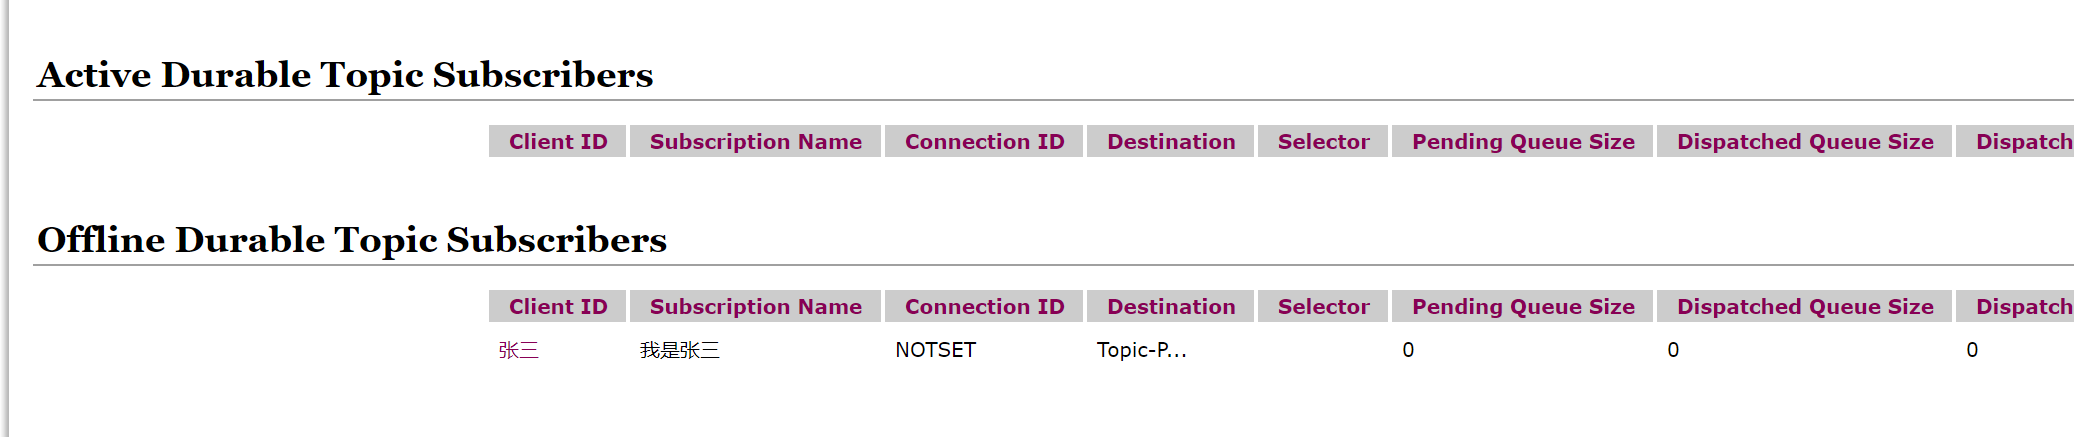 Active Durable Topic Subscribers
Client ID Subscription Name Connection ID Destination Selector Pending Queue Size Dispatched Queue Size Dispatch
Offline Durable Topic Subscribers
Client ID Subscription Name Connection ID Destination Selector Pending Queue Size Dispatched Queue Size Dispatch
张三 我是张三 NOTSET Topic-P... 0 0 0